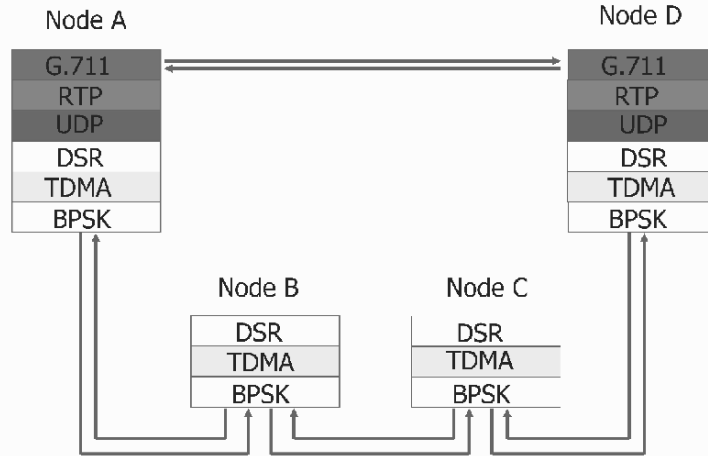 Node A
G.711
RTP
UDP
DSR
TDMA
BPSK
Node D
G.711
RTP
UDP
DSR
TDMA
BPSK
Node B
DSR
TDMA
BPSK
Node C
DSR
TDMA
BPSK